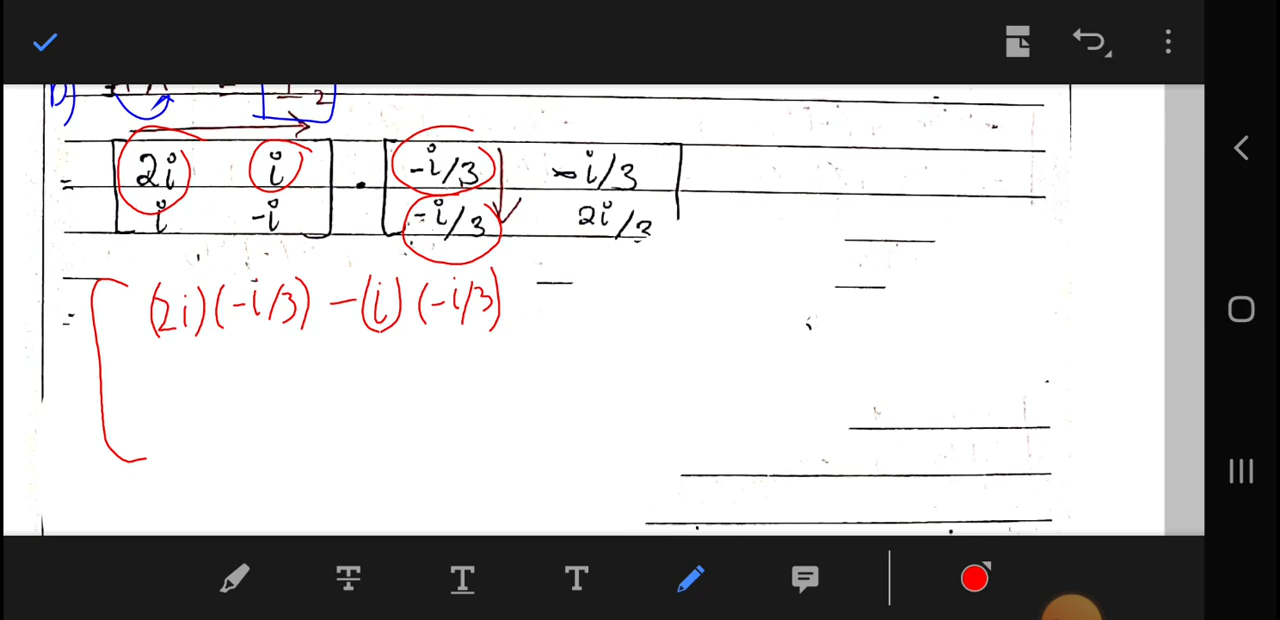 2i i . -i/3 -i/3
= i -i -i/3 2i/3
= (2i)(-i/3) -(i)(-i/3)